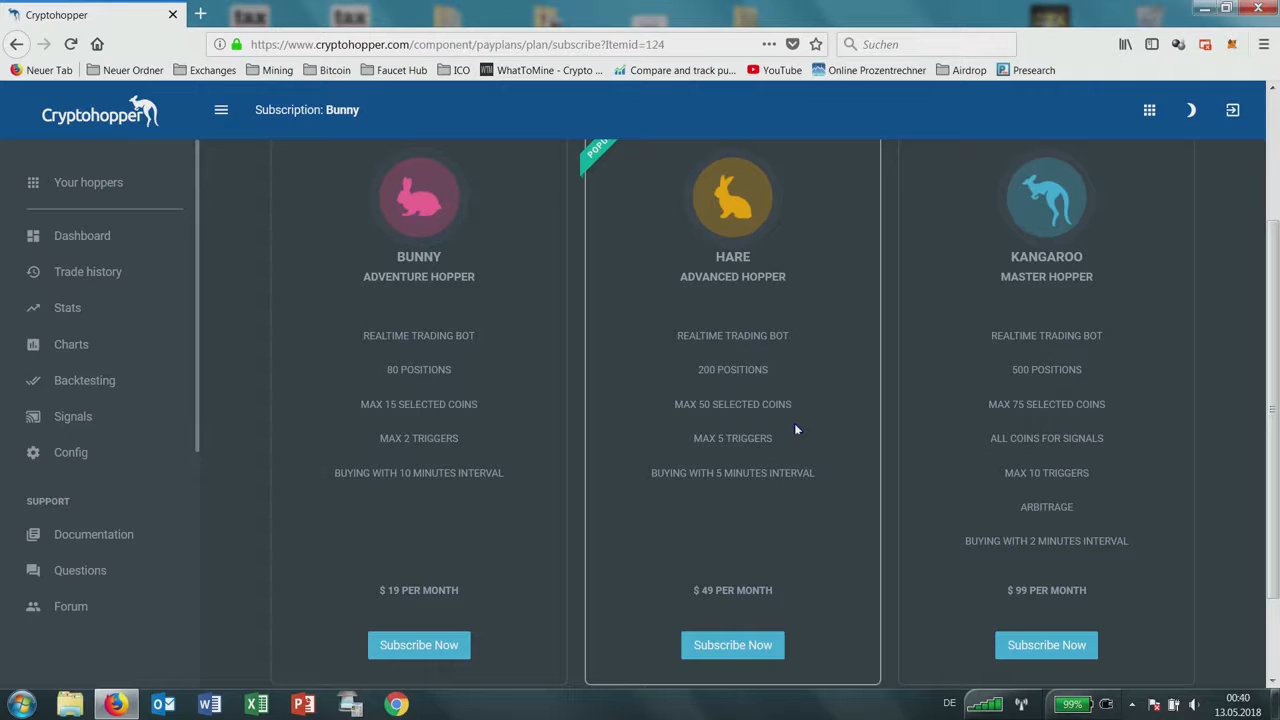 Cryptohopper
https://www.cryptohopper.com/component/payplans/plan/subscribe?Itemid=124
Suchen
Neuer Tab
Neuer Ordner
Exchanges
Mining
Bitcoin
Faucet Hub
ICO
WhatToMine - Crypto ...
Compare and track pu...
YouTube
Online Prozentrechner
Airdrop
Presearch
Cryptohopper
Subscription: Bunny
Your hoppers
Dashboard
Trade history
Stats
Charts
Backtesting
Signals
Config
SUPPORT
Documentation
Questions
Forum
BUNNY
ADVENTURE HOPPER
REALTIME TRADING BOT
80 POSITIONS
MAX 15 SELECTED COINS
MAX 2 TRIGGERS
BUYING WITH 10 MINUTES INTERVAL
$ 19 PER MONTH
Subscribe Now
POPU
HARE
ADVANCED HOPPER
REALTIME TRADING BOT
200 POSITIONS
MAX 50 SELECTED COINS
MAX 5 TRIGGERS
BUYING WITH 5 MINUTES INTERVAL
$ 49 PER MONTH
Subscribe Now
KANGAROO
MASTER HOPPER
REALTIME TRADING BOT
500 POSITIONS
MAX 75 SELECTED COINS
ALL COINS FOR SIGNALS
MAX 10 TRIGGERS
ARBITRAGE
BUYING WITH 2 MINUTES INTERVAL
$ 99 PER MONTH
Subscribe Now
DE
99%
00:40
13.05.2018